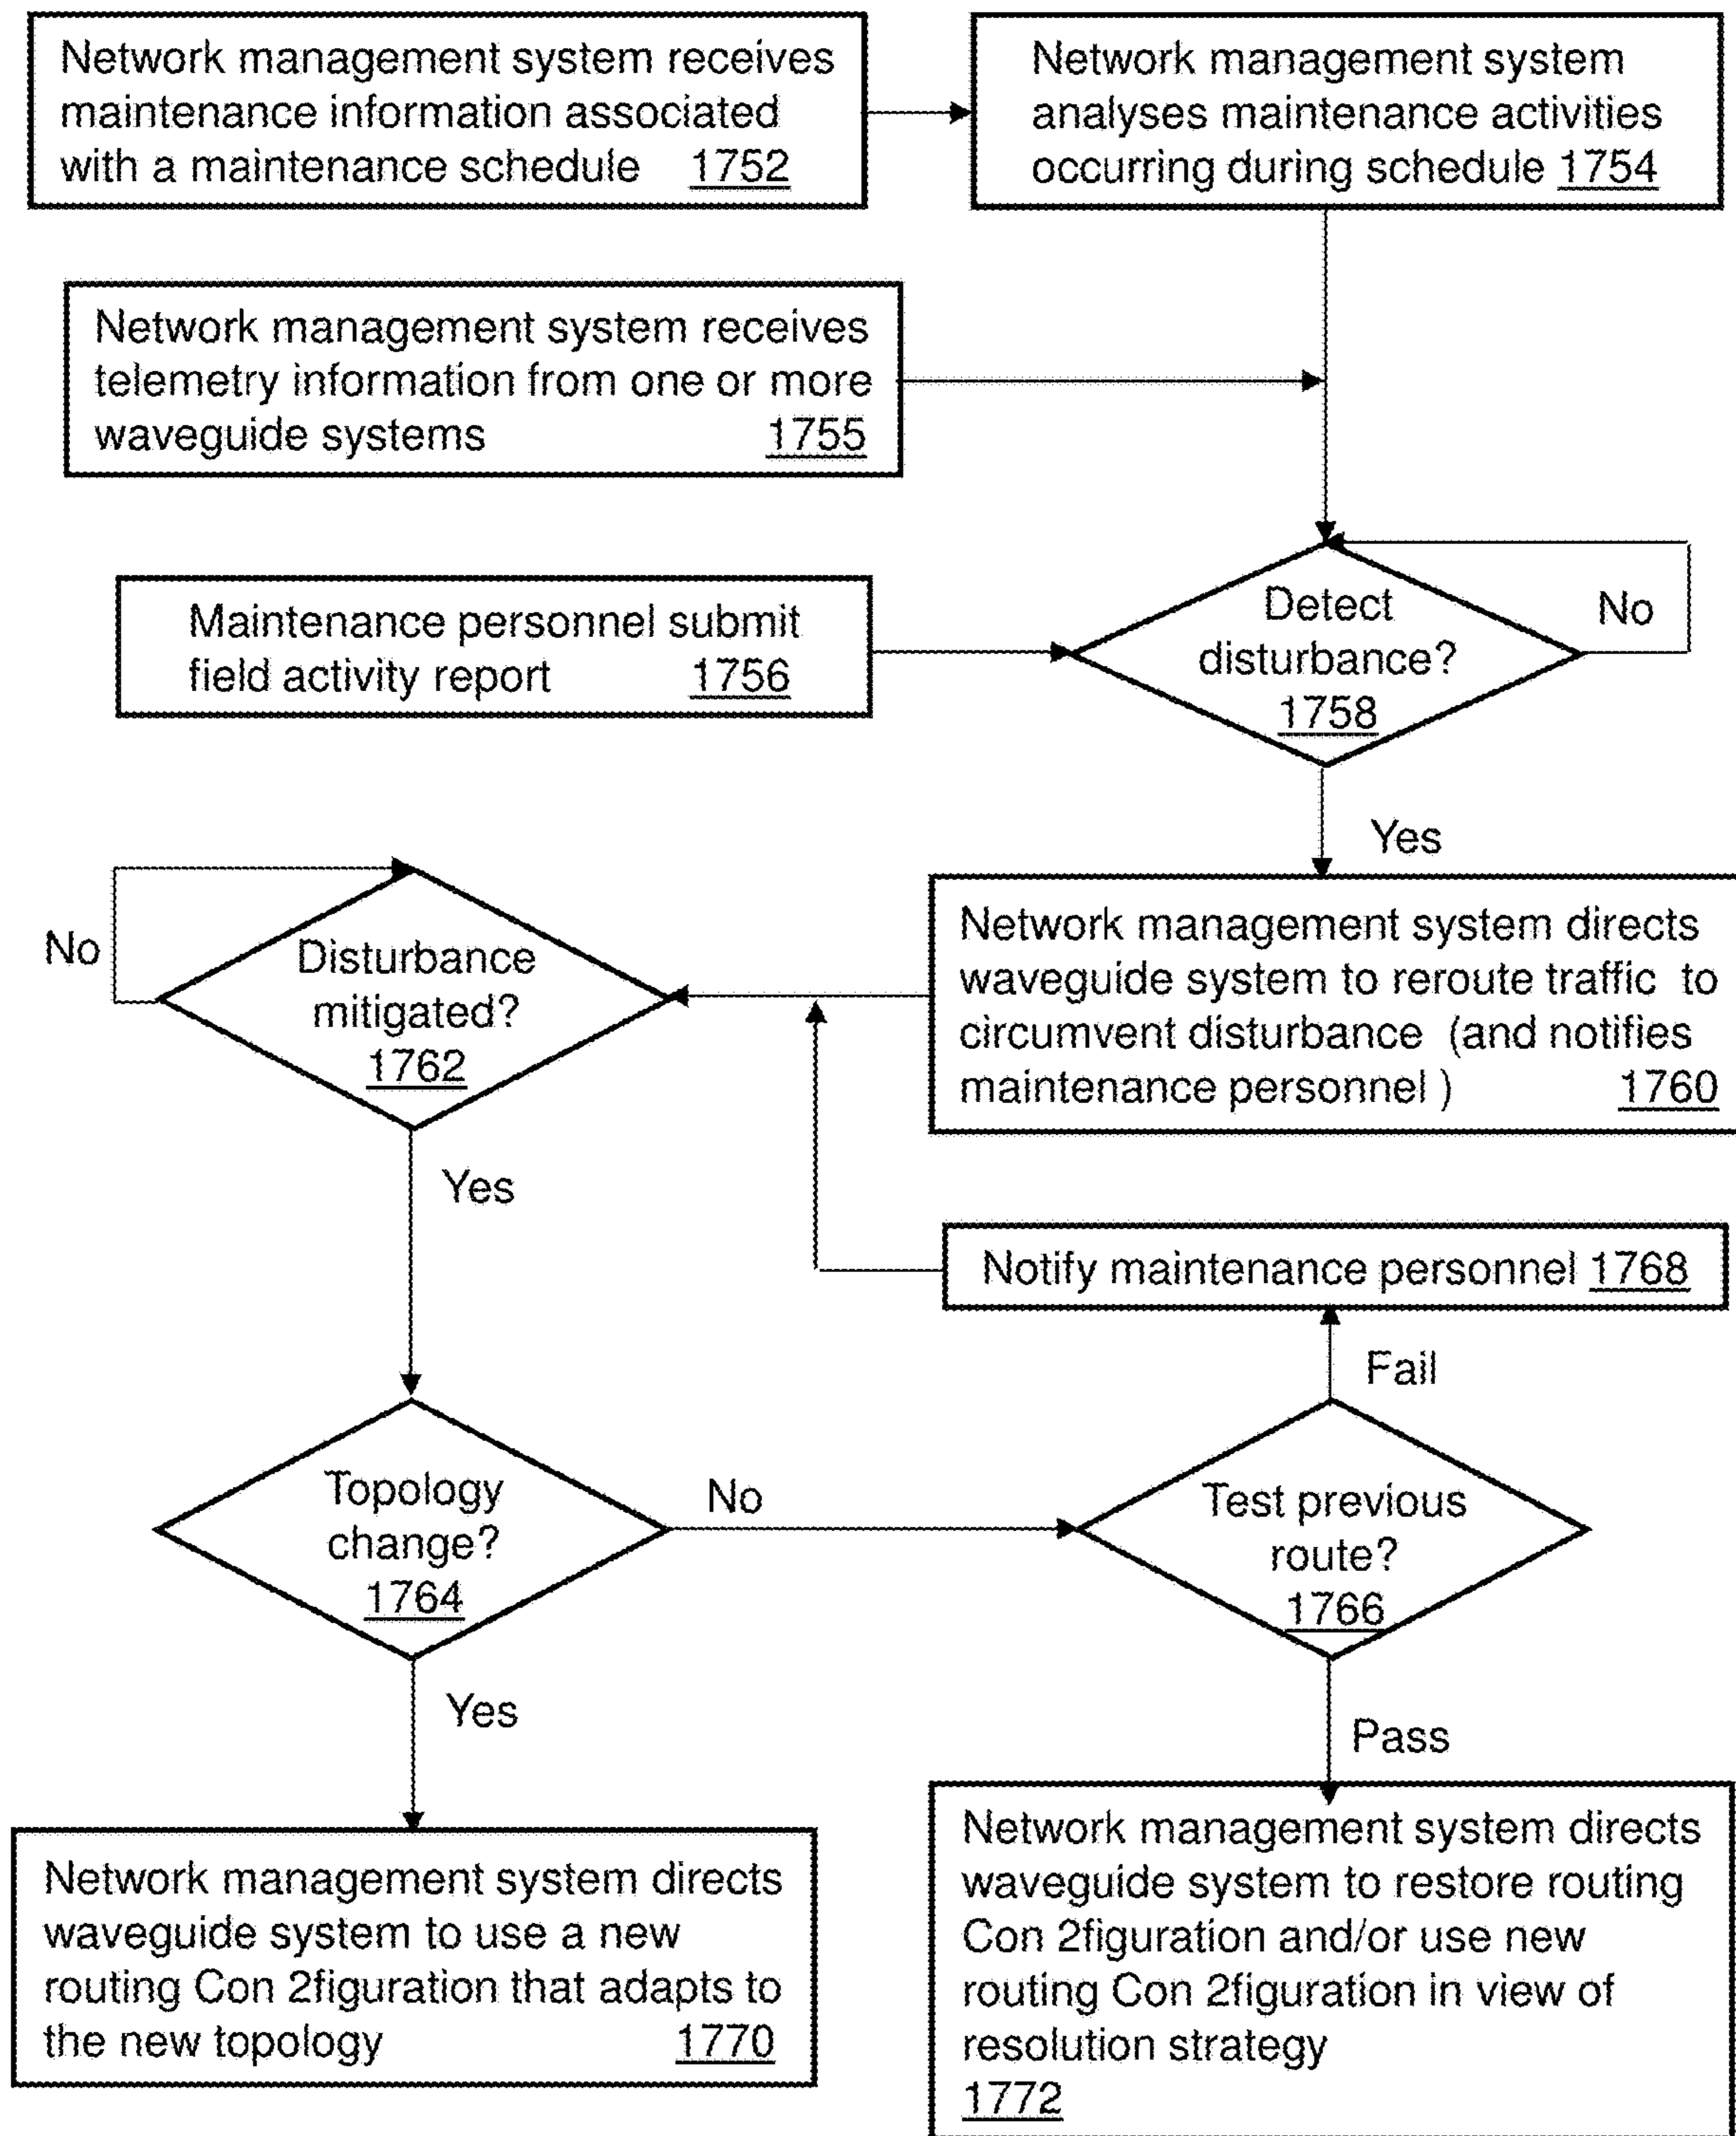 Network management system receives
maintenance information associated
with a maintenance schedule 1752
Network management system
analyses maintenance activities
occurring during schedule 1754
Network management system receives
telemetry information from one or more
waveguide systems 1755
Maintenance personnel submit
field activity report 1756
Detect
disturbance?
1758
No
Yes
Network management system directs
waveguide system to reroute traffic to
circumvent disturbance (and notifies
maintenance personnel ) 1760
Disturbance
mitigated?
1762
No
Yes
Notify maintenance personnel 1768
Fail
Topology
change?
1764
No
Test previous
route?
1766
Yes
Pass
Network management system directs
waveguide system to use a new
routing Con 2figuration that adapts to
the new topology 1770
Network management system directs
waveguide system to restore routing
Con 2figuration and/or use new
routing Con 2figuration in view of
resolution strategy
1772